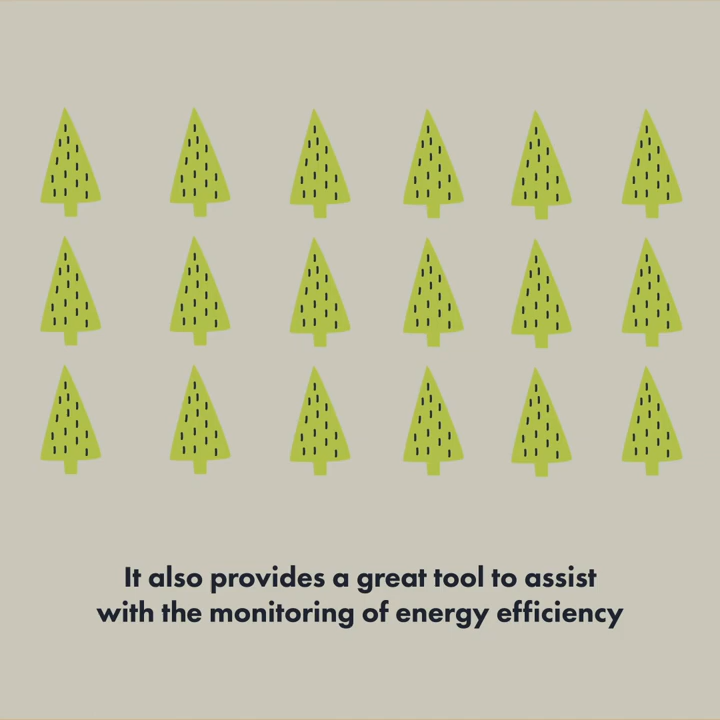 It also provides a great tool to assist
with the monitoring of energy efficiency